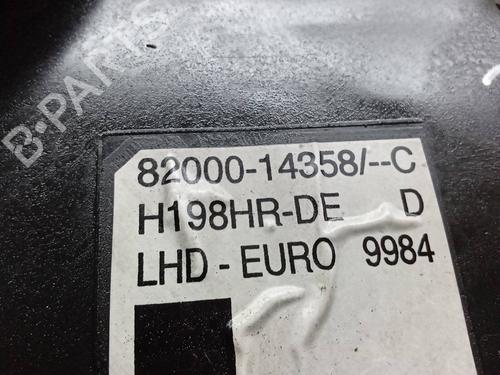 B-PARTS
82000-14358/--C
H198HR-DE D
LHD - EURO 9984